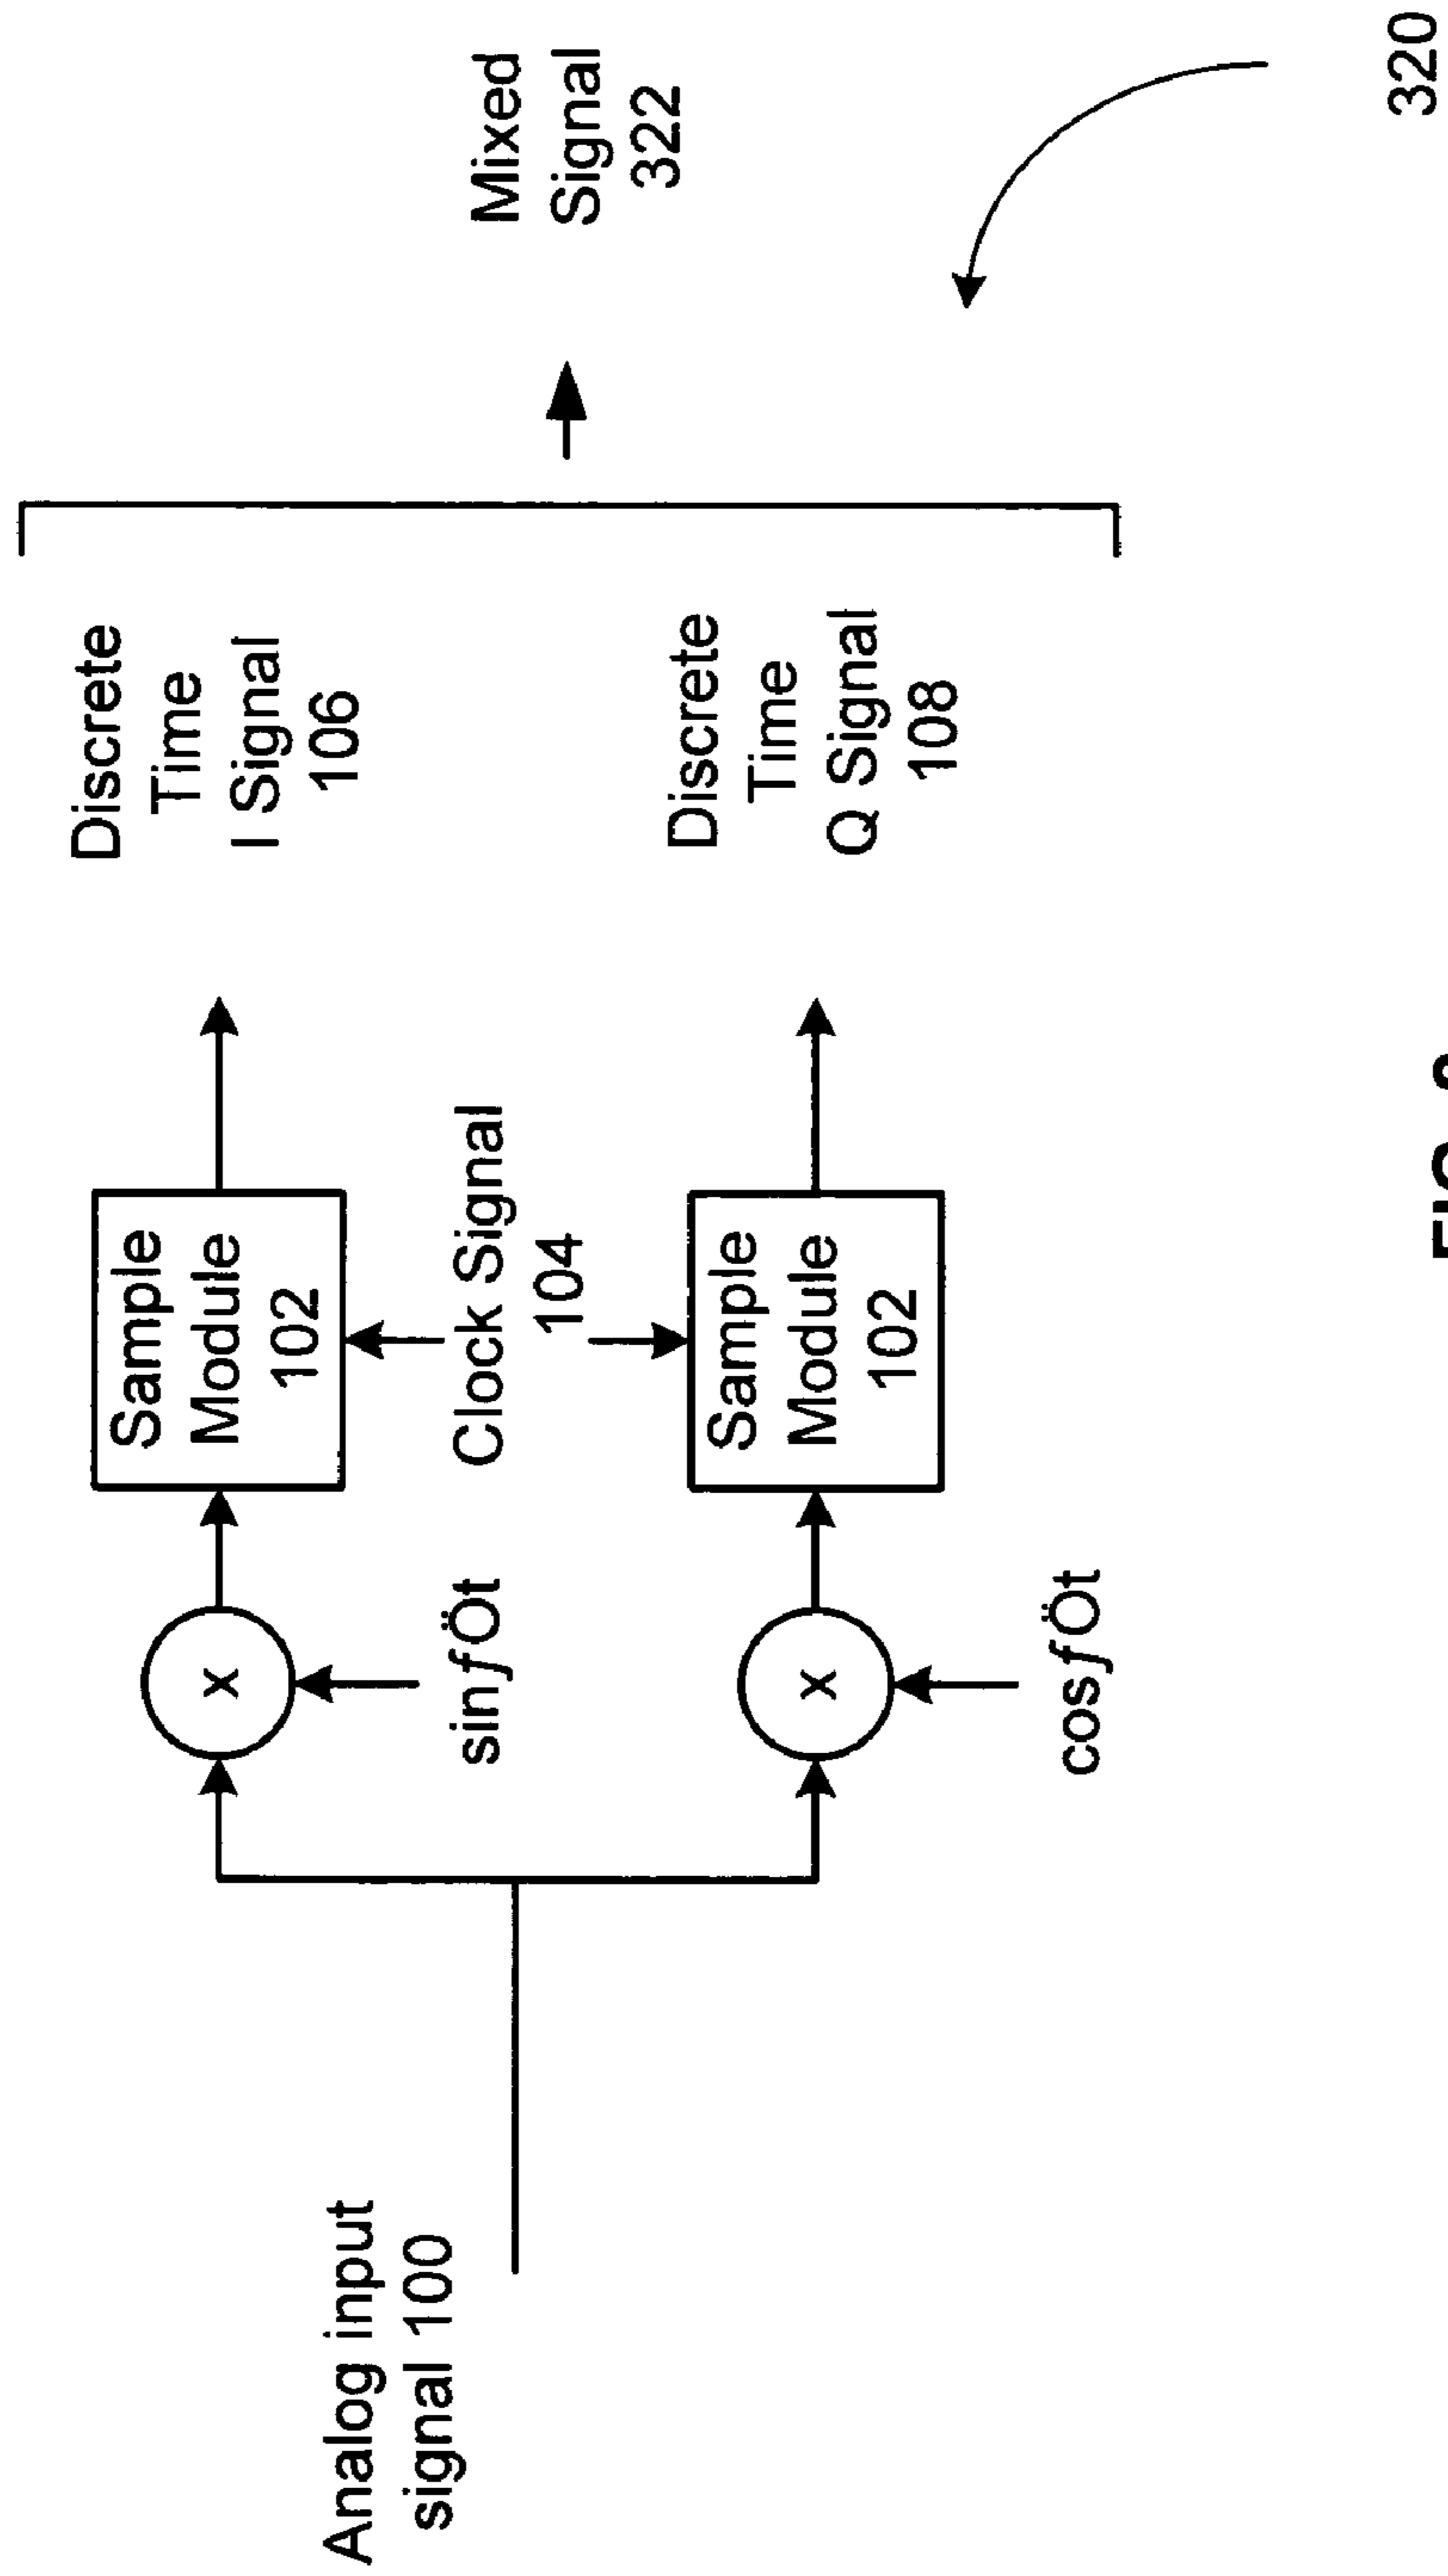 Analog input
signal 100
x
sinƒÖt
Sample
Module
102
Clock Signal
104
x
cosƒÖt
Sample
Module
102
Discrete
Time
I Signal
106
Discrete
Time
Q Signal
108
Mixed
Signal
322
320